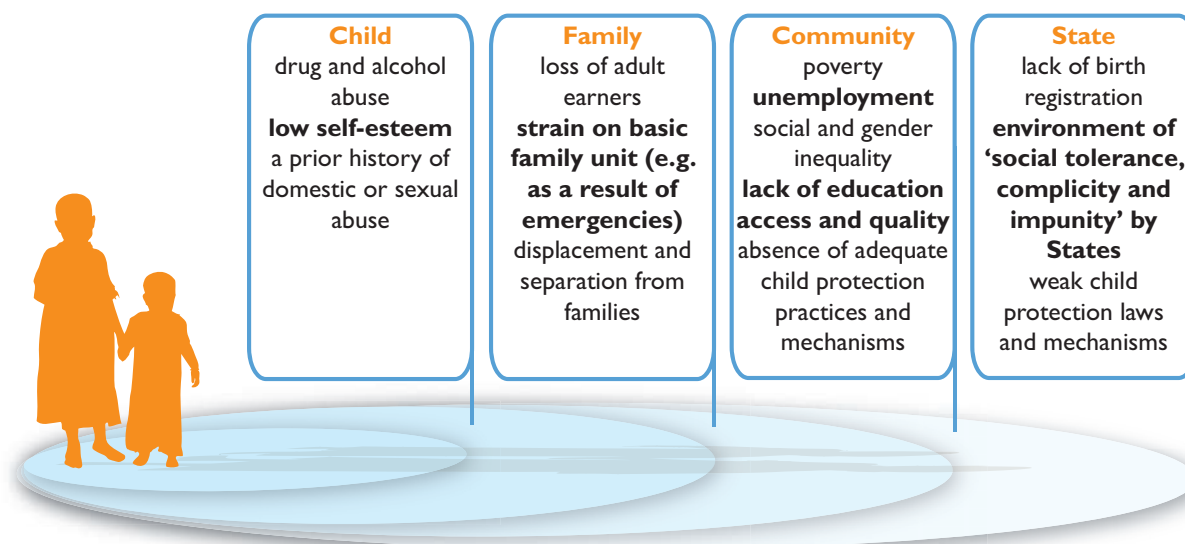 Child
drug and alcohol
abuse
low self-esteem
a prior history of
domestic or sexual
abuse
Family
loss of adult
earners
strain on basic
family unit (e.g.
as a result of
emergencies)
displacement and
separation from
families
Community
poverty
unemployment
social and gender
inequality
lack of education
access and quality
absence of adequate
child protection
practices and
mechanisms
State
lack of birth
registration
environment of
‘social tolerance,
complicity and
impunity’ by
States
weak child
protection laws
and mechanisms